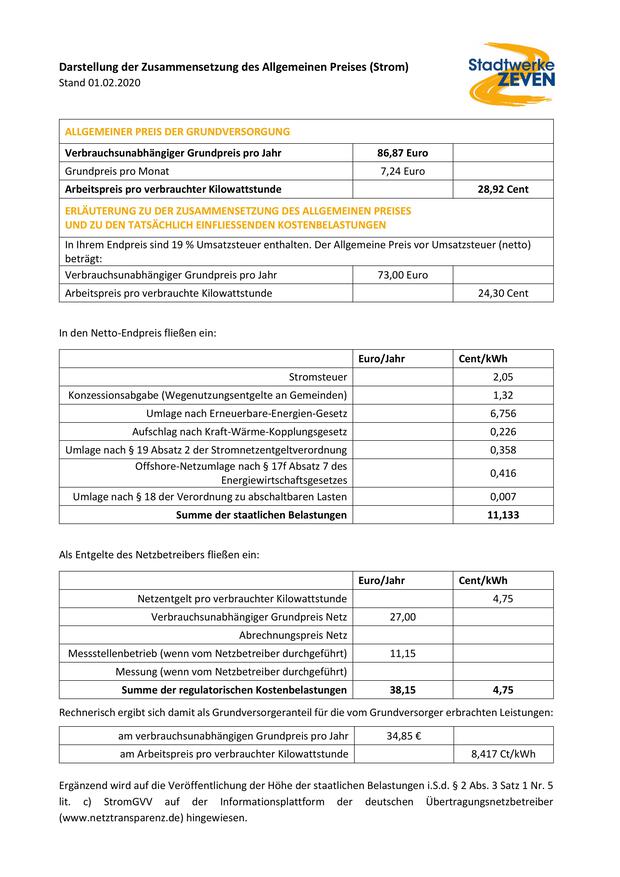 Darstellung der Zusammensetzung des Allgemeinen Preises (Strom)
Stand 01.02.2020
Stadtwerke
ZEVEN
ALLGEMEINER PREIS DER GRUNDVERSORGUNG
Verbrauchsunabhängiger Grundpreis pro Jahr 86,87 Euro
Grundpreis pro Monat 7,24 Euro
Arbeitspreis pro verbrauchter Kilowattstunde 28,92 Cent
ERLÄUTERUNG ZU DER ZUSAMMENSETZUNG DES ALLGEMEINEN PREISES
UND ZU DEN TATSÄCHLICH EINFLIESSENDEN KOSTENBELASTUNGEN
In Ihrem Endpreis sind 19 % Umsatzsteuer enthalten. Der Allgemeine Preis vor Umsatzsteuer (netto)
beträgt:
Verbrauchsunabhängiger Grundpreis pro Jahr 73,00 Euro
Arbeitspreis pro verbrauchte Kilowattstunde 24,30 Cent
In den Netto-Endpreis fließen ein:
Euro/Jahr Cent/kWh
Stromsteuer 2,05
Konzessionsabgabe (Wegenutzungsentgelte an Gemeinden) 1,32
Umlage nach Erneuerbare-Energien-Gesetz 6,756
Aufschlag nach Kraft-Wärme-Kopplungsgesetz 0,226
Umlage nach § 19 Absatz 2 der Stromnetzentgeltverordnung 0,358
Offshore-Netzumlage nach § 17f Absatz 7 des
Energiewirtschaftsgesetzes 0,416
Umlage nach § 18 der Verordnung zu abschaltbaren Lasten 0,007
Summe der staatlichen Belastungen 11,133
Als Entgelte des Netzbetreibers fließen ein:
Euro/Jahr Cent/kWh
Netzentgelt pro verbrauchter Kilowattstunde 4,75
Verbrauchsunabhängiger Grundpreis Netz 27,00
Abrechnungspreis Netz
Messstellenbetrieb (wenn vom Netzbetreiber durchgeführt) 11,15
Messung (wenn vom Netzbetreiber durchgeführt)
Summe der regulatorischen Kostenbelastungen 38,15 4,75
Rechnerisch ergibt sich damit als Grundversorgeranteil für die vom Grundversorger erbrachten Leistungen:
am verbrauchsunabhängigen Grundpreis pro Jahr 34,85 €
am Arbeitspreis pro verbrauchter Kilowattstunde 8,417 Ct/kWh
Ergänzend wird auf die Veröffentlichung der Höhe der staatlichen Belastungen i.S.d. § 2 Abs. 3 Satz 1 Nr. 5
lit. c) StromGVV auf der Informationsplattform der deutschen Übertragungsnetzbetreiber
(www.netztransparenz.de) hingewiesen.